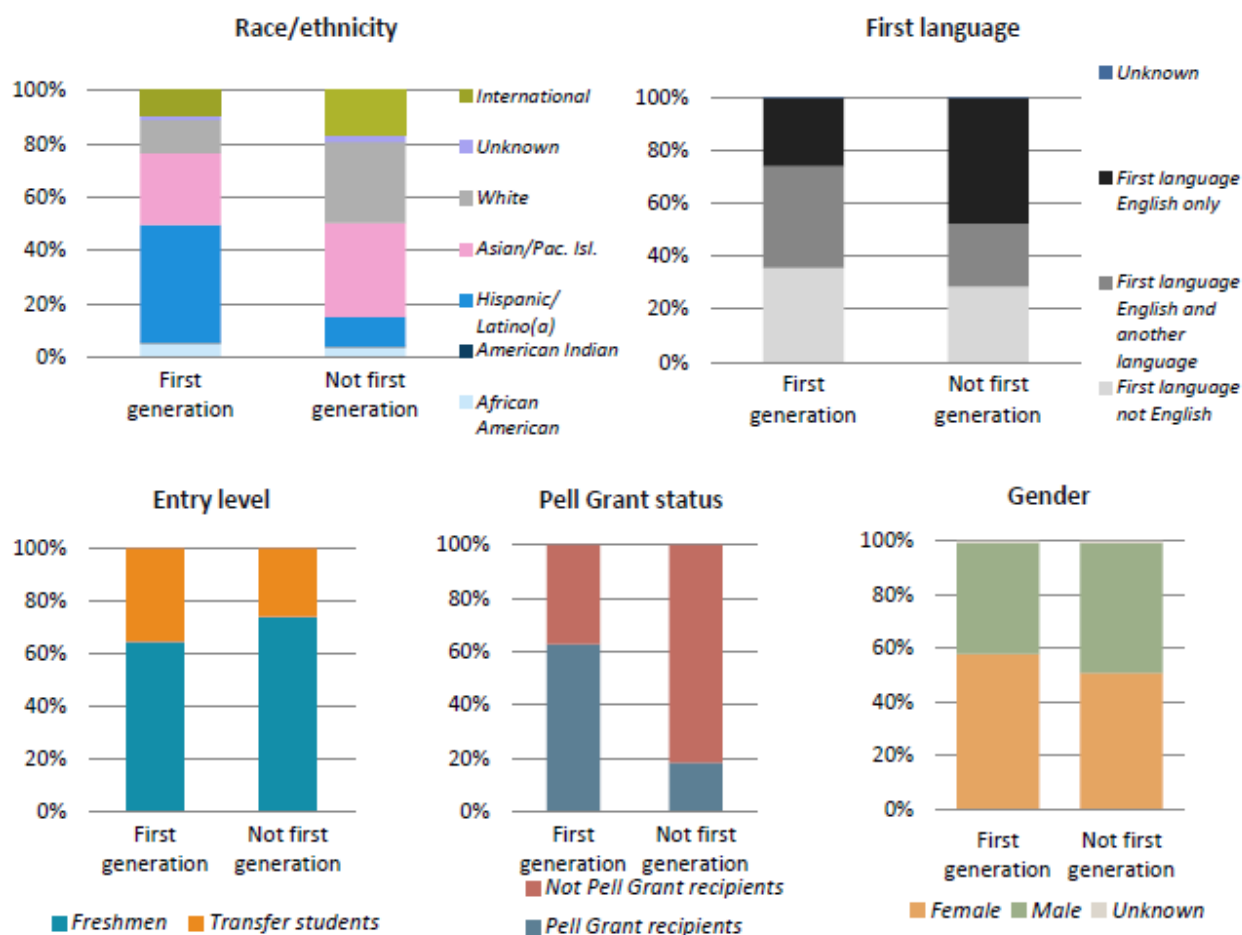 Race/ethnicity
100%
80%
60%
40%
20%
0%
First
generation
Not first
generation
International
Unknown
White
Asian/Pac. Isl.
Hispanic/
Latino(a)
American Indian
African
American
First language
100%
80%
60%
40%
20%
0%
First
generation
Not first
generation
Unknown
First language
English only
First language
English and
another
language
First language
not English
Entry level
100%
80%
60%
40%
20%
0%
First
generation
Not first
generation
Freshmen
Transfer students
Pell Grant status
100%
80%
60%
40%
20%
0%
First
generation
Not first
generation
Not Pell Grant recipients
Pell Grant recipients
Gender
100%
80%
60%
40%
20%
0%
First
generation
Not first
generation
Female
Male
Unknown